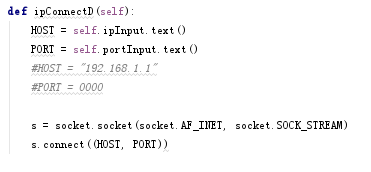 def ipConnectD(self):
HOST = self.ipInput.text()
PORT = self.portInput.text()
#HOST = "192.168.1.1"
#PORT = 0000
s = socket.socket(socket.AF_INET, socket.SOCK_STREAM)
s.connect((HOST, PORT))